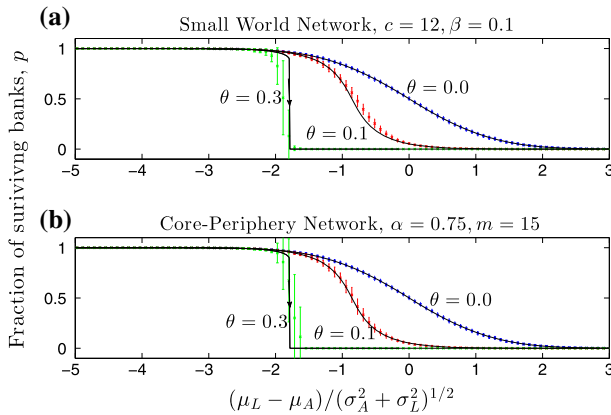 (a)
Small World Network, c = 12, β = 0.1
Fraction of surivivng banks, p
1
0.5
0
θ = 0.3
θ = 0.1
θ = 0.0
−5 −4 −3 −2 −1 0 1 2 3
(b)
Core-Periphery Network, α = 0.75, m = 15
1
0.5
0
θ = 0.3
θ = 0.1
θ = 0.0
−5 −4 −3 −2 −1 0 1 2 3
(μ_L − μ_A)/(σ_A^2 + σ_L^2)^{1/2}